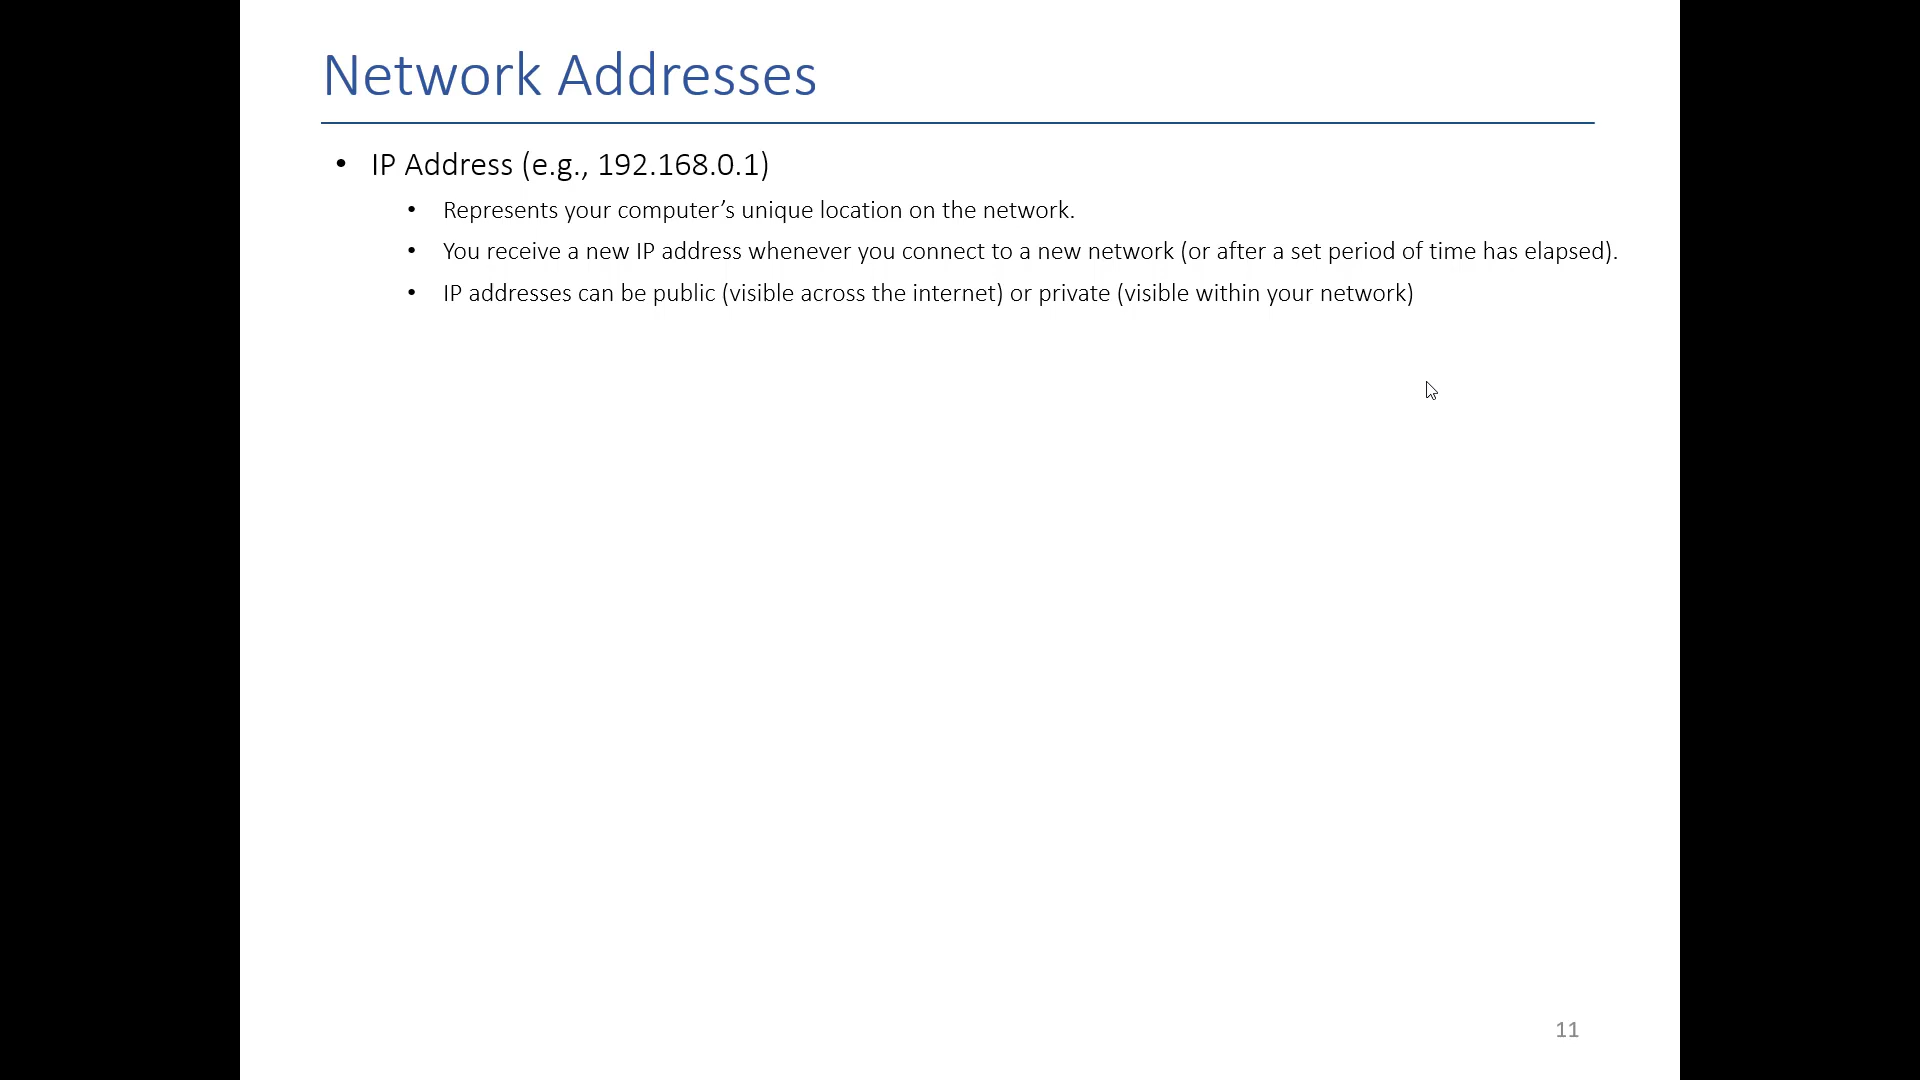 Network Addresses
• IP Address (e.g., 192.168.0.1)
• Represents your computer’s unique location on the network.
• You receive a new IP address whenever you connect to a new network (or after a set period of time has elapsed).
• IP addresses can be public (visible across the internet) or private (visible within your network)
11